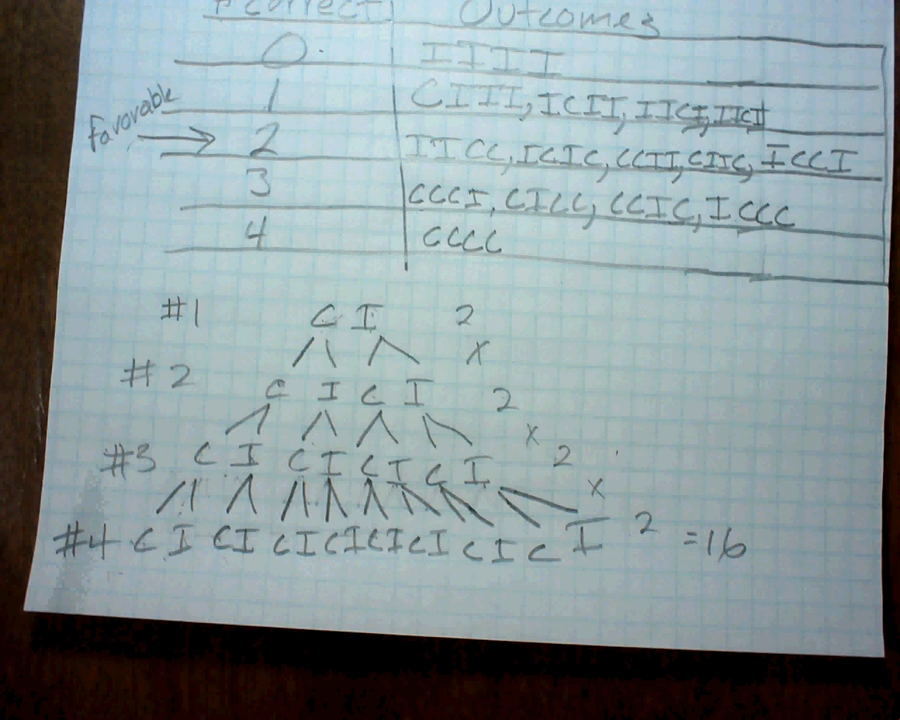 # correct Outcomes
0. IIII
1 CIII, ICII, IICI, IICI
favorable
2 IICC, ICIC, CCII, CIIC, ICCI
3 CCCI, CICC, CCIC, ICCC
4 CCCC
#1 C I 2
x
#2 C I C I 2
x
#3 C I C I C I C I 2
x
#4 C I C I C I C I C I C I C I C I 2 =16